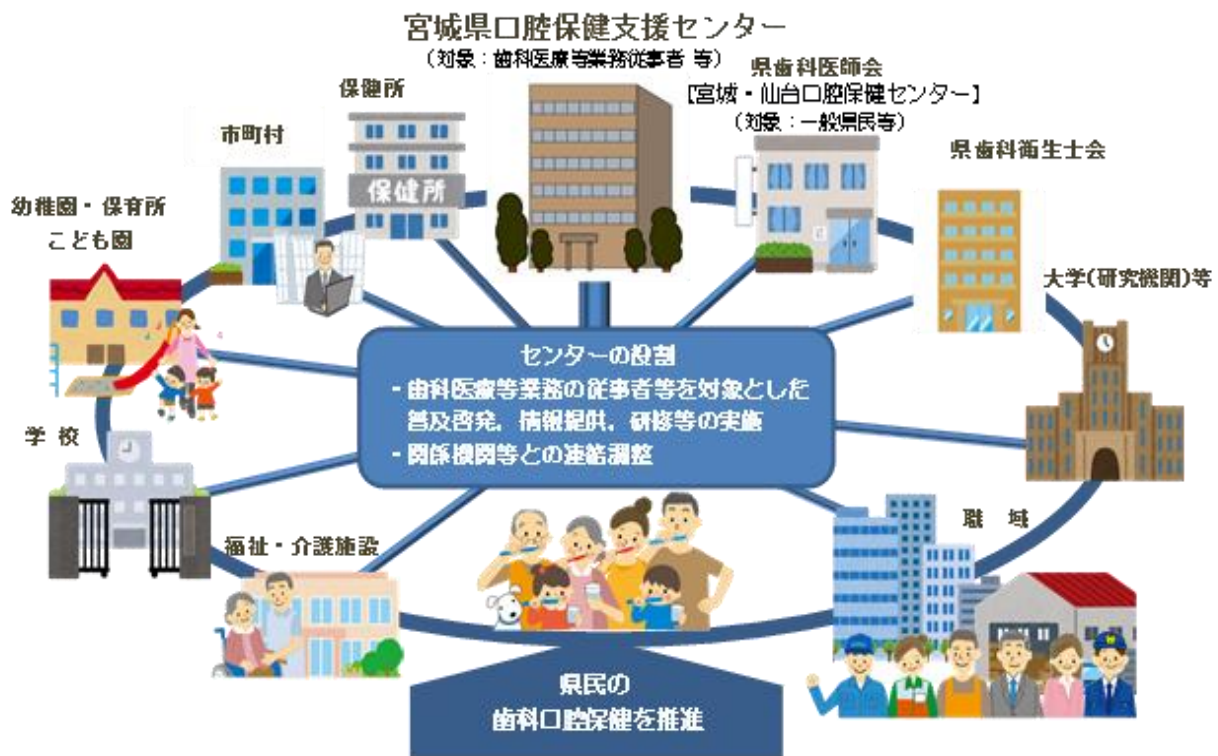 宮城県口腔保健支援センター
（対象：歯科医療等業務従事者 等）
県歯科医師会
【宮城・仙台口腔保健センター】
（対象：一般県民等）
保健所
保健所
市町村
県歯科衛生士会
幼稚園・保育所
こども園
大学(研究機関)等
センターの役割
・歯科医療等業務の従事者等を対象とした
普及啓発，情報提供，研修等の実施
・関係機関等との連絡調整
学 校
職 域
福祉・介護施設
県民の
歯科口腔保健を推進